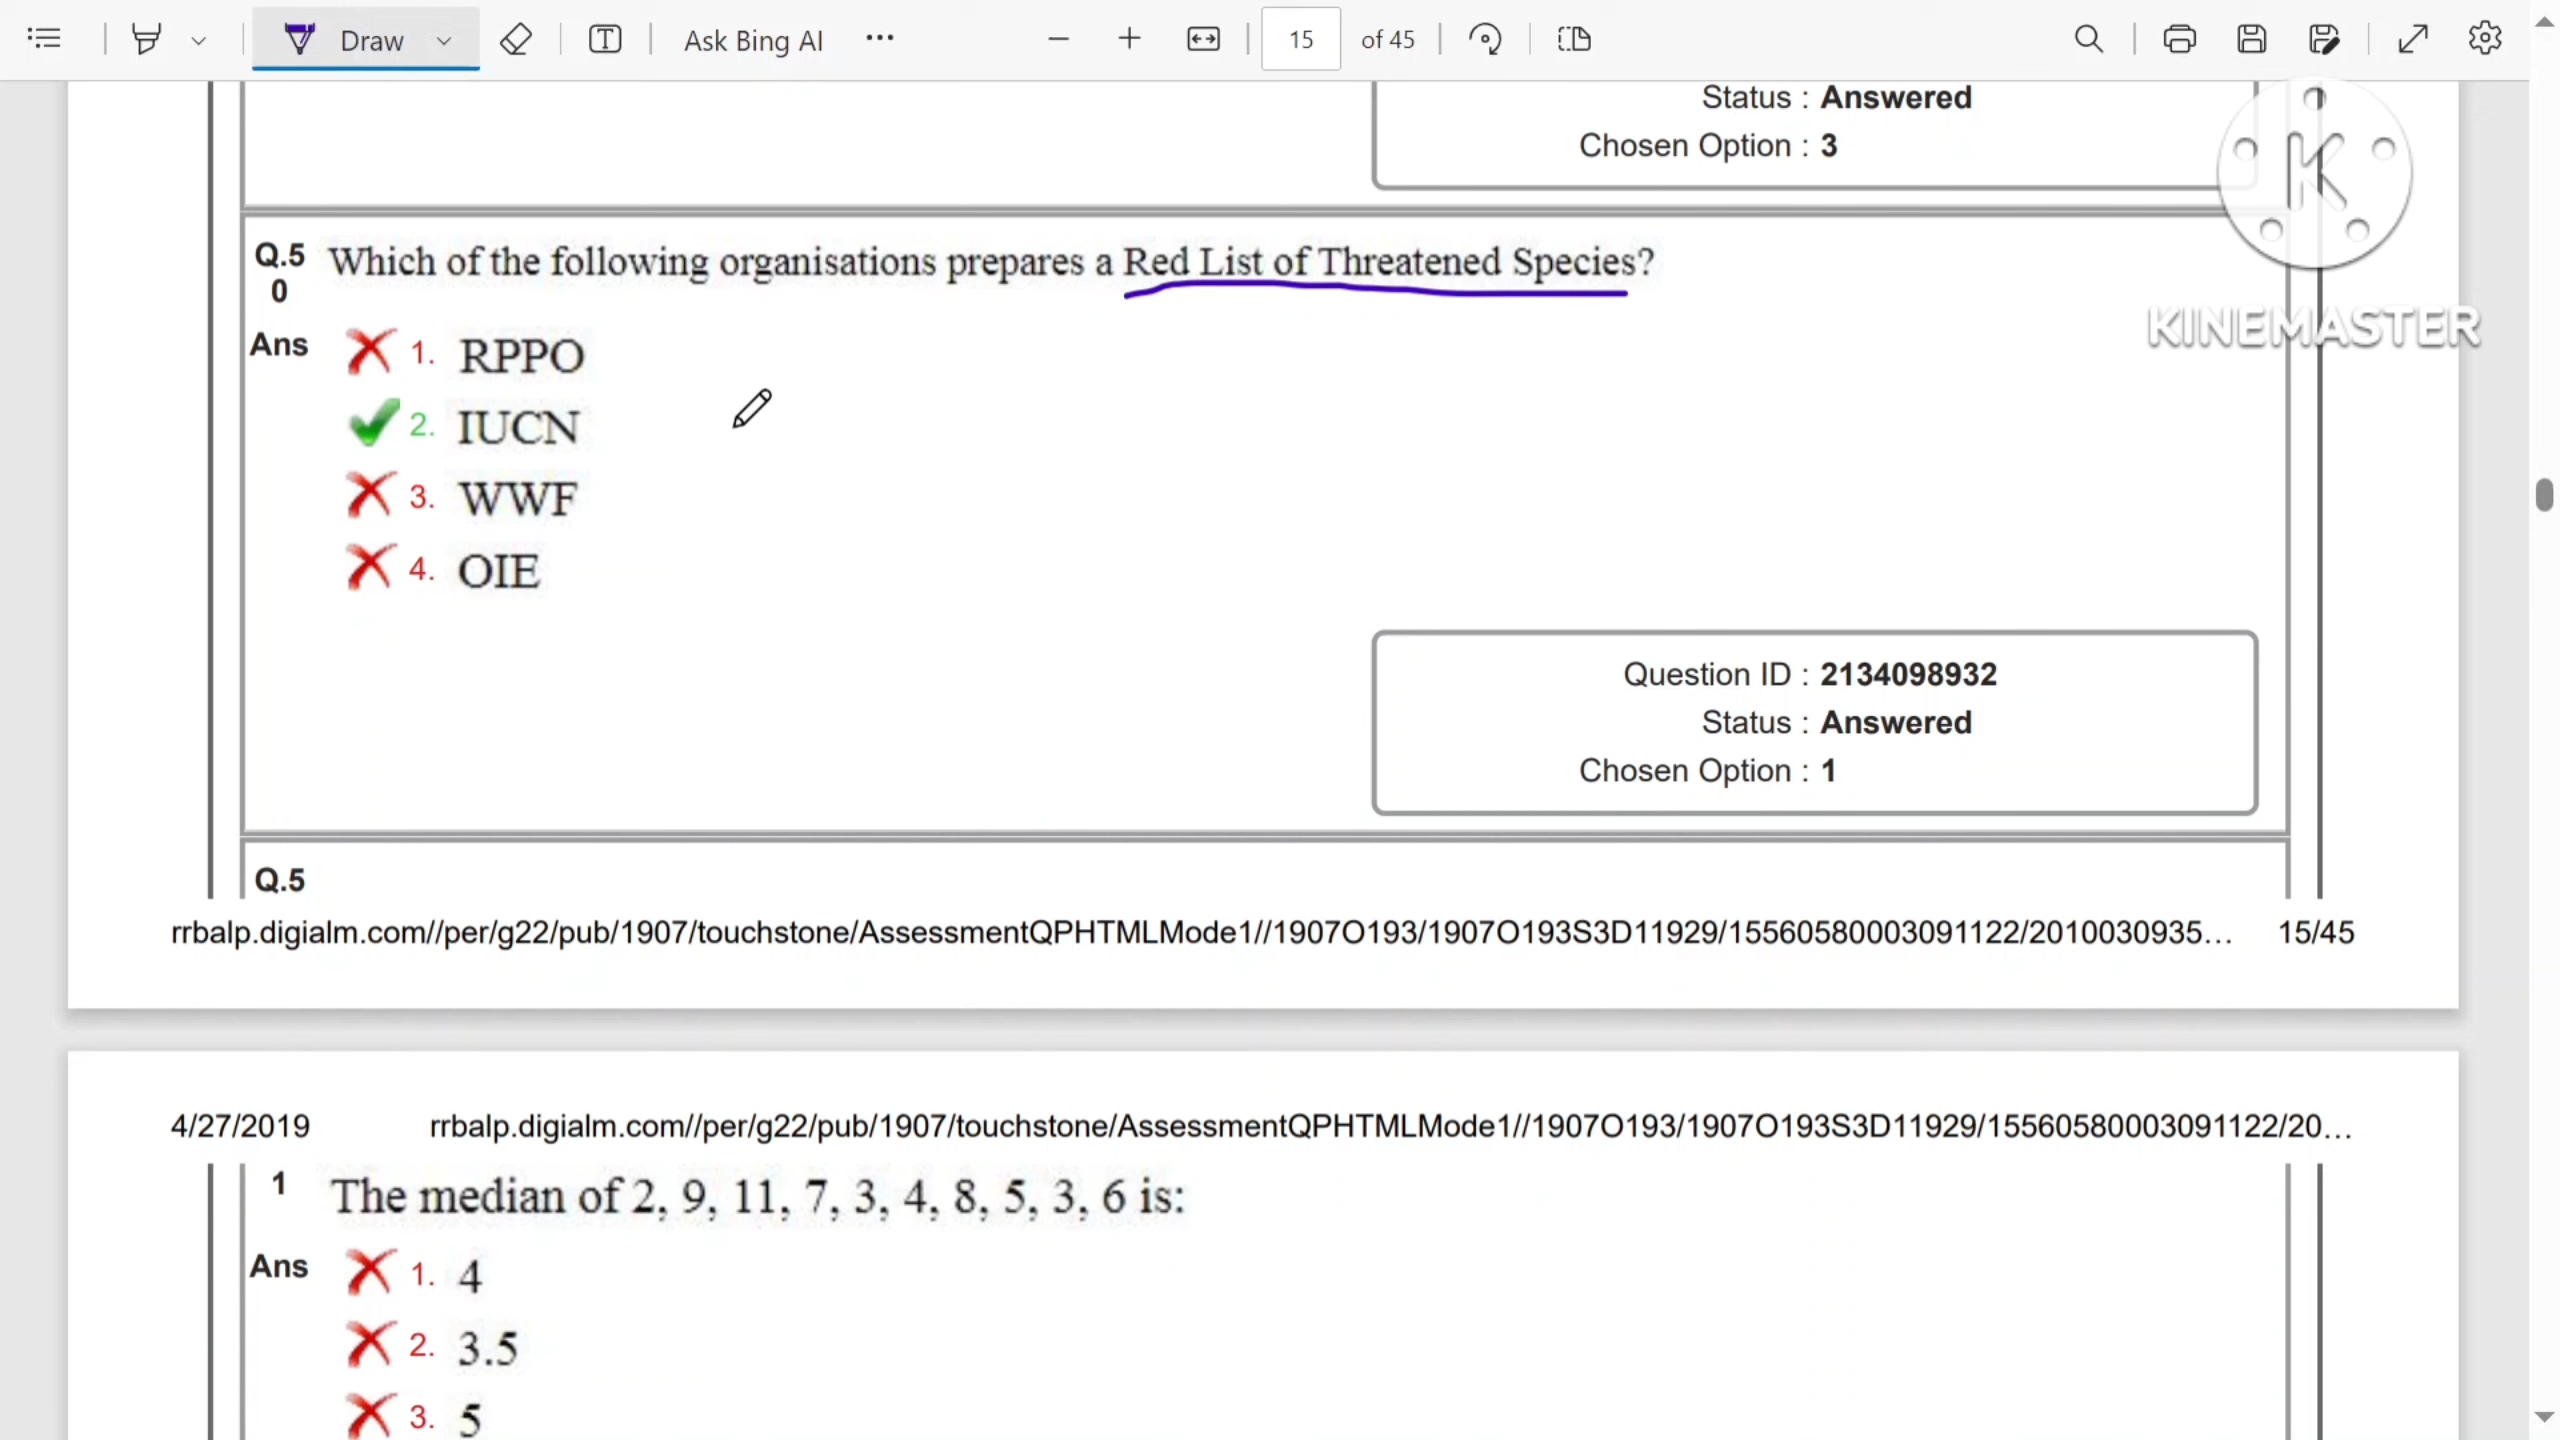 Draw
Ask Bing AI
15 of 45
Status : Answered
Chosen Option : 3
K
KINEMASTER
Q.5
0
Which of the following organisations prepares a Red List of Threatened Species?
Ans
1. RPPO
2. IUCN
3. WWF
4. OIE
Question ID : 2134098932
Status : Answered
Chosen Option : 1
Q.5
rrbalp.digialm.com//per/g22/pub/1907/touchstone/AssessmentQPHTMLMode1//1907O193/1907O193S3D11929/15560580003091122/2010030935… 15/45
4/27/2019 rrbalp.digialm.com//per/g22/pub/1907/touchstone/AssessmentQPHTMLMode1//1907O193/1907O193S3D11929/15560580003091122/20…
1 The median of 2, 9, 11, 7, 3, 4, 8, 5, 3, 6 is:
Ans
1. 4
2. 3.5
3. 5